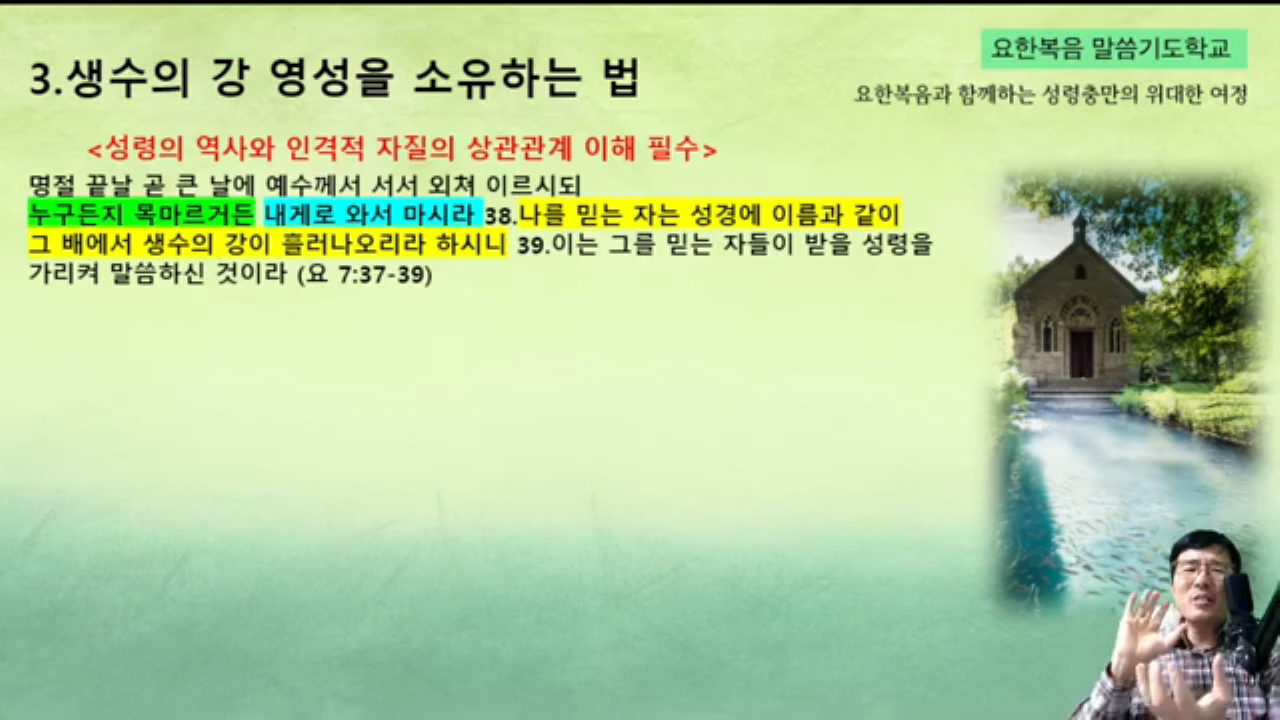 요한복음 말씀기도학교
3.생수의 강 영성을 소유하는 법
요한복음과 함께하는 성령충만의 위대한 여정
<성령의 역사와 인격적 자질의 상관관계 이해 필수>
명절 끝날 곧 큰 날에 예수께서 서서 외쳐 이르시되
누구든지 목마르거든 내게로 와서 마시라 38.나를 믿는 자는 성경에 이름과 같이
그 배에서 생수의 강이 흘러나오리라 하시니 39.이는 그를 믿는 자들이 받을 성령을
가리켜 말씀하신 것이라 (요 7:37-39)